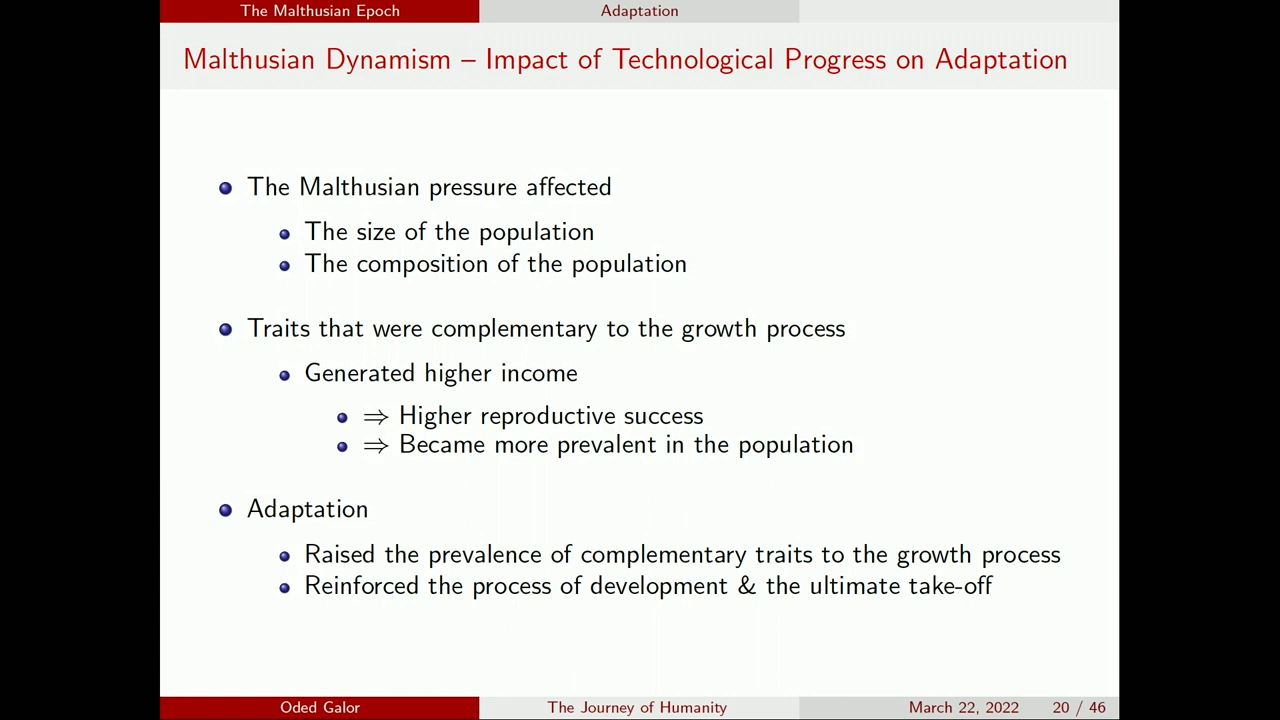 The Malthusian Epoch
Adaptation
Malthusian Dynamism – Impact of Technological Progress on Adaptation
The Malthusian pressure affected
The size of the population
The composition of the population
Traits that were complementary to the growth process
Generated higher income
⇒ Higher reproductive success
⇒ Became more prevalent in the population
Adaptation
Raised the prevalence of complementary traits to the growth process
Reinforced the process of development & the ultimate take-off
Oded Galor
The Journey of Humanity
March 22, 2022
20 / 46